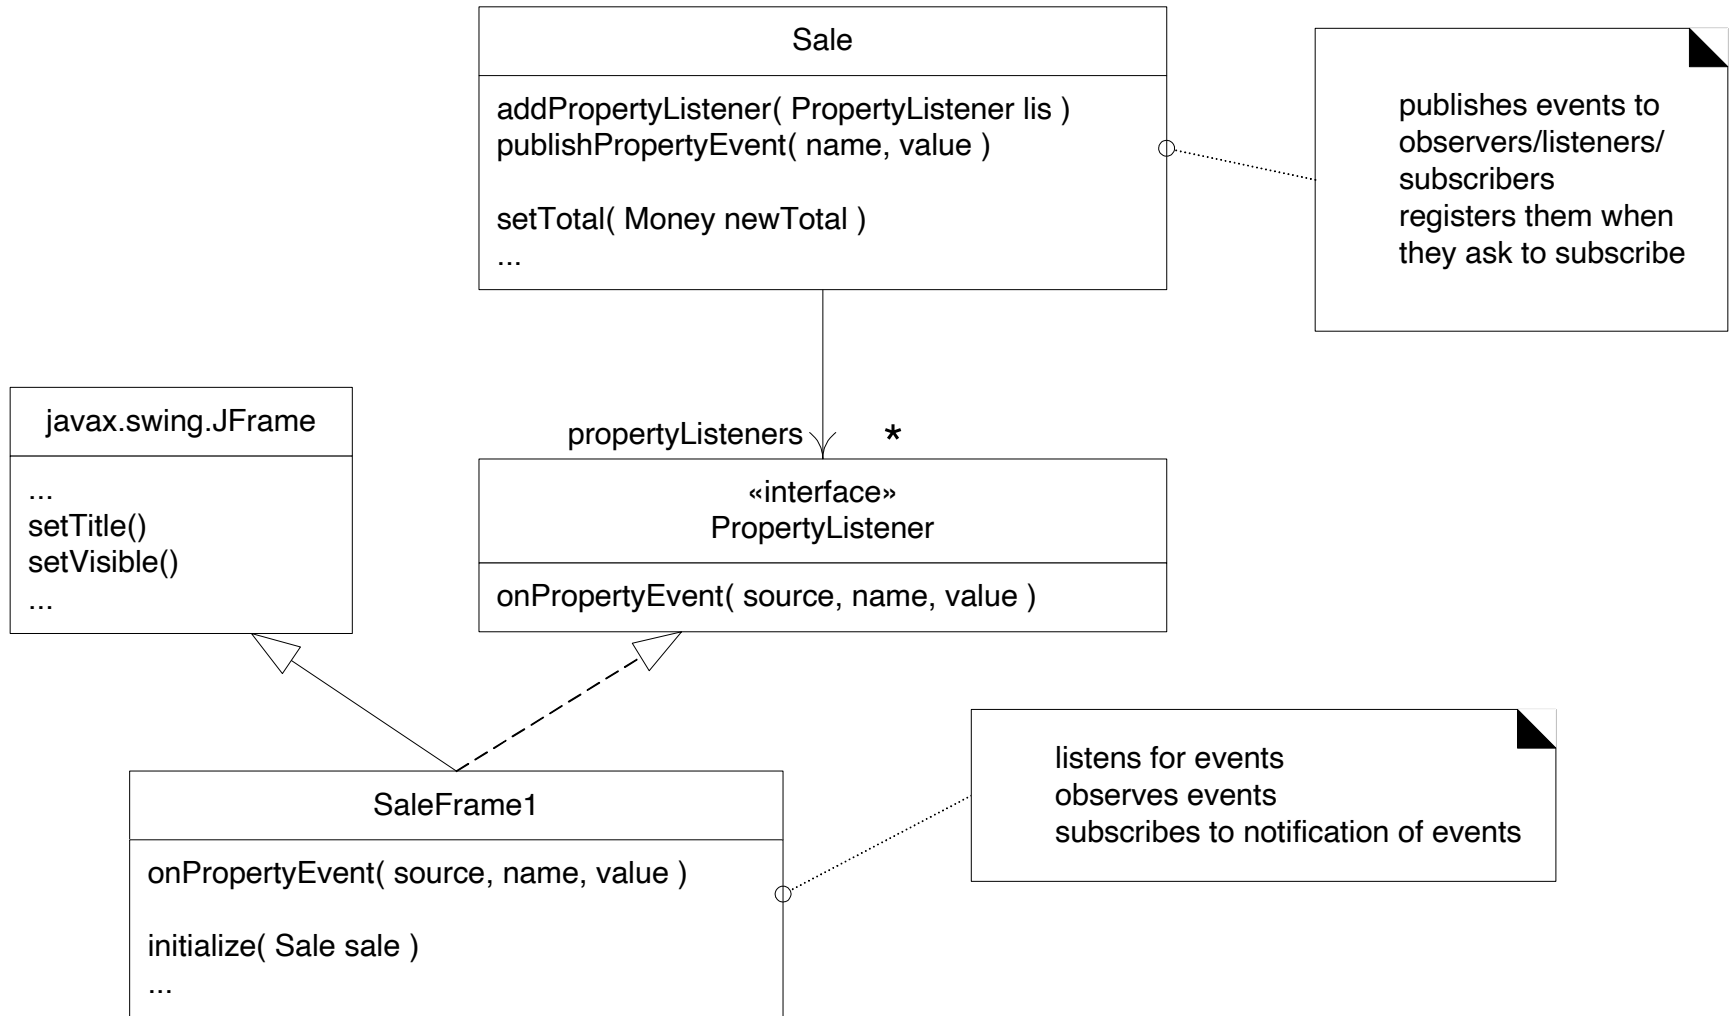 Sale
addPropertyListener( PropertyListener lis )
publishPropertyEvent( name, value )
setTotal( Money newTotal )
...
publishes events to
observers/listeners/
subscribers
registers them when
they ask to subscribe
javax.swing.JFrame
...
setTitle()
setVisible()
...
propertyListeners *
«interface»
PropertyListener
onPropertyEvent( source, name, value )
SaleFrame1
onPropertyEvent( source, name, value )
initialize( Sale sale )
...
listens for events
observes events
subscribes to notification of events